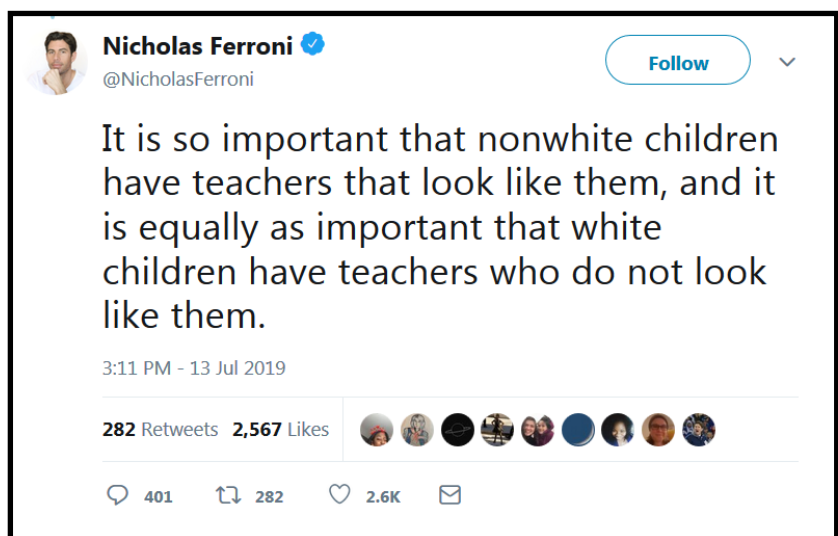 Nicholas Ferroni
@NicholasFerroni
Follow
It is so important that nonwhite children
have teachers that look like them, and it
is equally as important that white
children have teachers who do not look
like them.
3:11 PM - 13 Jul 2019
282 Retweets 2,567 Likes
401 282 2.6K